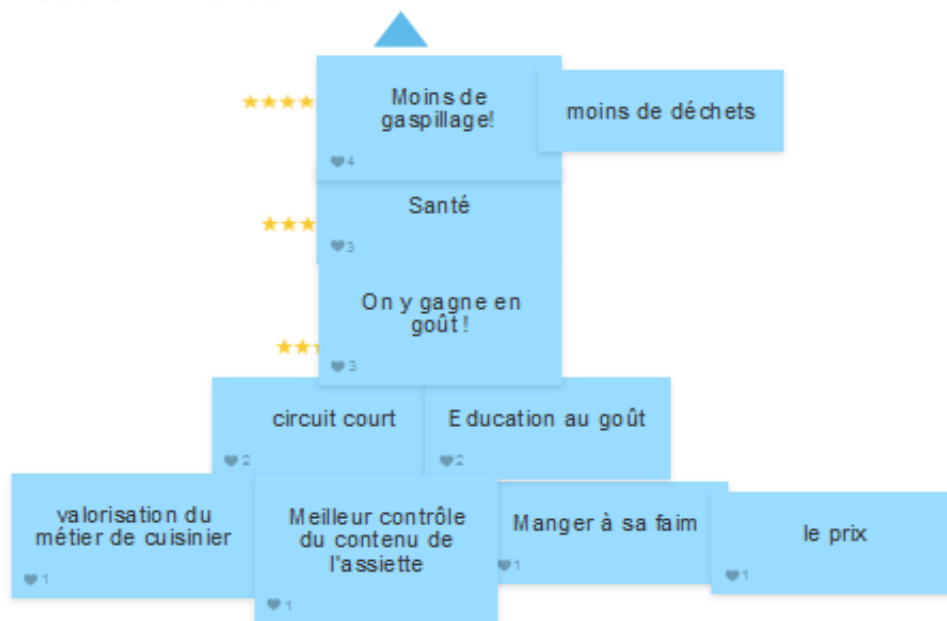 Moins de
gaspillage!
4
moins de déchets
Santé
3
On y gagne en
goût !
3
circuit court
2
Education au goût
2
valorisation du
métier de cuisinier
1
Meilleur contrôle
du contenu de
l'assiette
1
Manger à sa faim
1
le prix
1